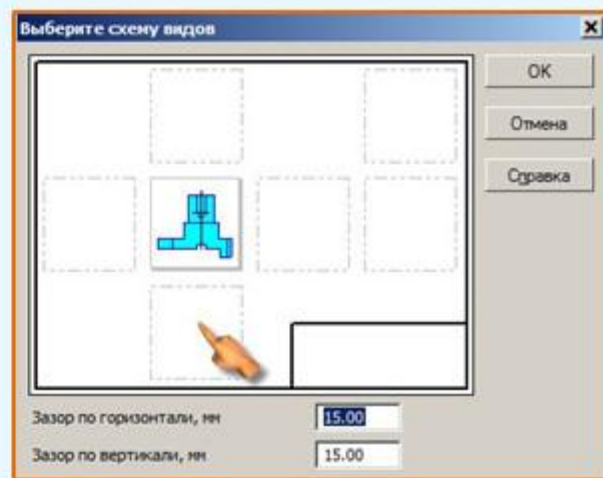 Выберите схему видов
OK
Отмена
Справка
Зазор по горизонтали, мм
15.00
Зазор по вертикали, мм
15.00